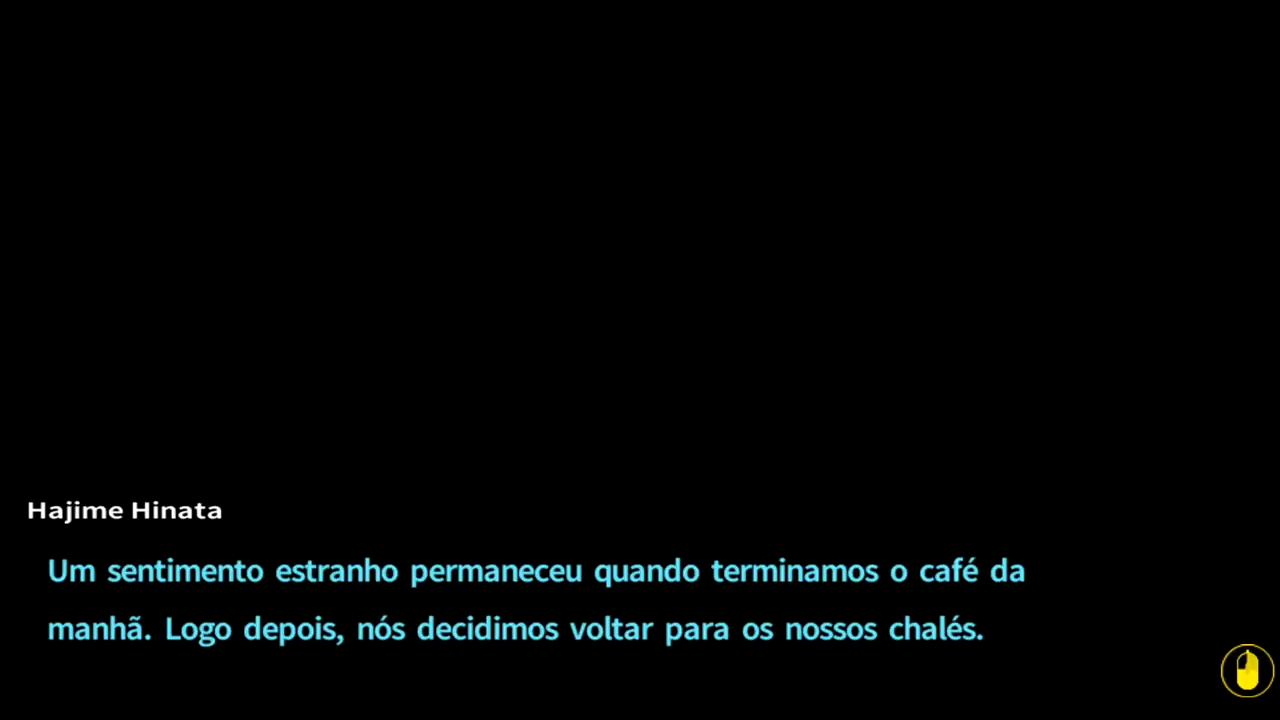 Hajime Hinata
Um sentimento estranho permaneceu quando terminamos o café da
manhã. Logo depois, nós decidimos voltar para os nossos chalés.